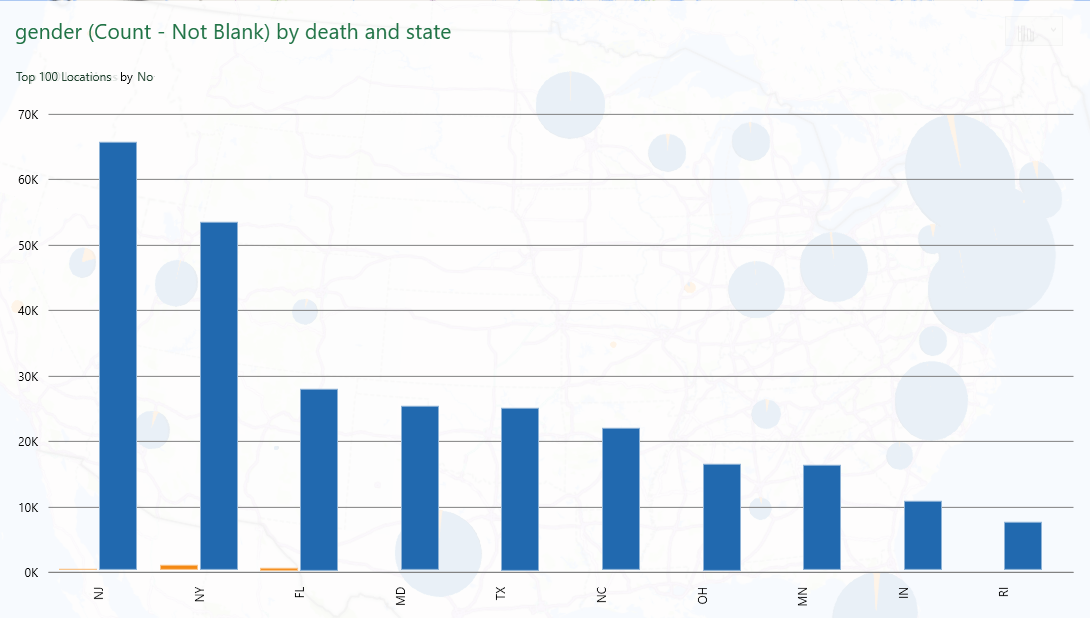 gender (Count - Not Blank) by death and state
Top 100 Locations by No
70K
60K
50K
40K
30K
20K
10K
0K
NJ
NY
FL
MD
TX
NC
OH
MN
IN
RI